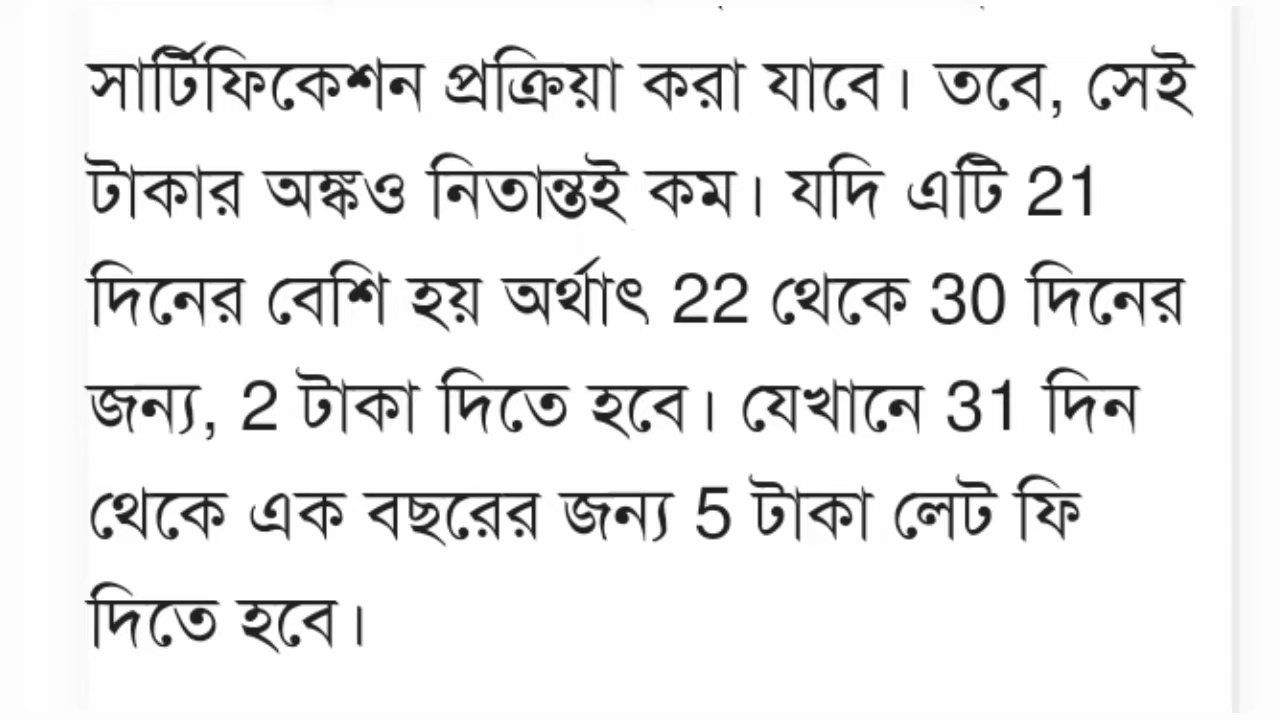 সার্টিফিকেশন প্রক্রিয়া করা যাবে। তবে, সেই
টাকার অঙ্কও নিতান্তই কম। যদি এটি 21
দিনের বেশি হয় অর্থাৎ 22 থেকে 30 দিনের
জন্য, 2 টাকা দিতে হবে। যেখানে 31 দিন
থেকে এক বছরের জন্য 5 টাকা লেট ফি
দিতে হবে।